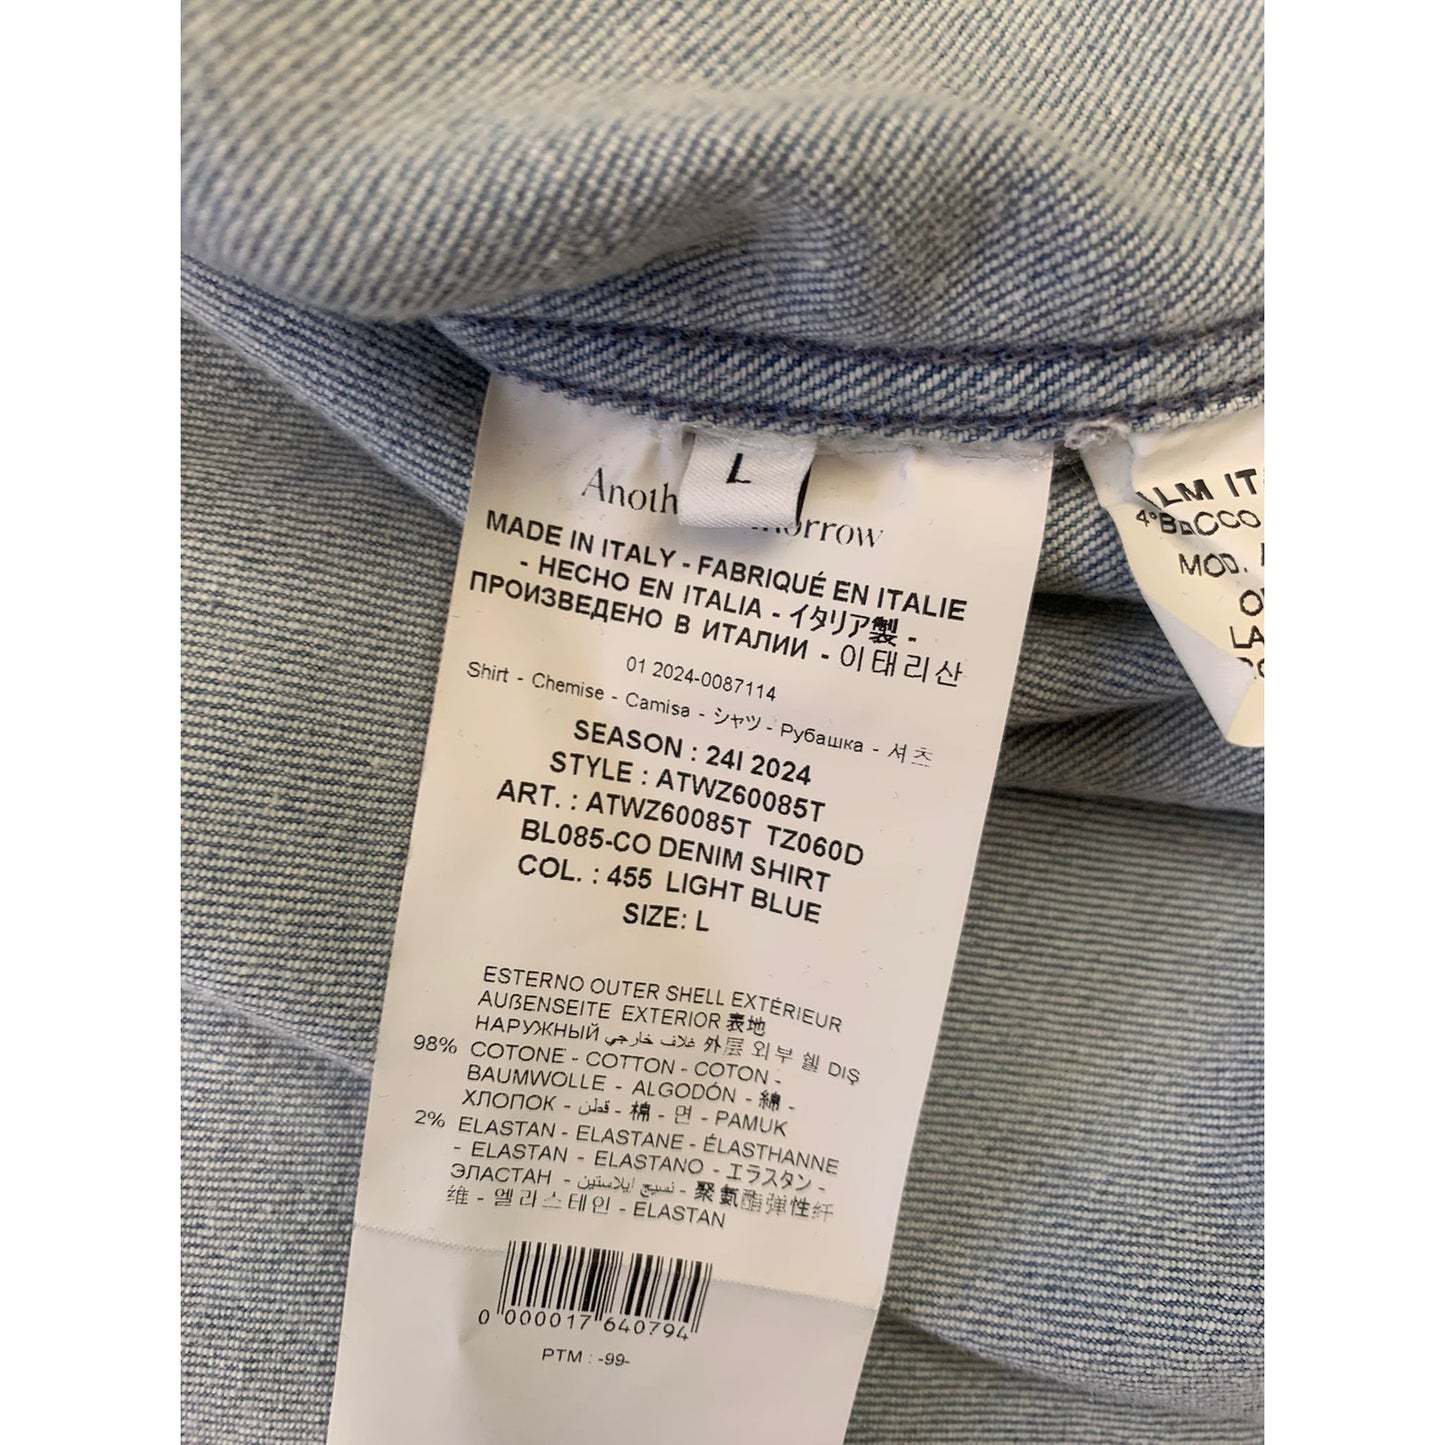 L
MADE IN ITALY - FABRIQUÉ EN ITALIE
- HECHO EN ITALIA - イタリア製 -
ПРОИЗВЕДЕНО В ИТАЛИИ - 이태리산
01 2024-0087114
Shirt - Chemise - Camisa - シャツ - Рубашка - 셔츠
SEASON : 24I 2024
STYLE : ATWZ60085T
ART. : ATWZ60085T TZ060D
BL085-CO DENIM SHIRT
COL. : 455 LIGHT BLUE
SIZE: L
ESTERNO OUTER SHELL EXTÉRIEUR
AUßENSEITE EXTERIOR 表地
НАРУЖНЫЙ غلاف خارجي 外层 외부 쉘 DIŞ
98% COTONE - COTTON - COTON -
BAUMWOLLE - ALGODÓN - 綿 -
ХЛОПОК - قطن - 棉 - 면 - PAMUK
2% ELASTAN - ELASTANE - ÉLASTHANNE
- ELASTAN - ELASTANO - エラスタン -
ЭЛАСТАН - نسيج ايلاستين - 聚氨酯弹性纤
维 - 엘라스테인 - ELASTAN
0 000017 640794
PTM : -99-
LM IT
4°
MOD.
LA